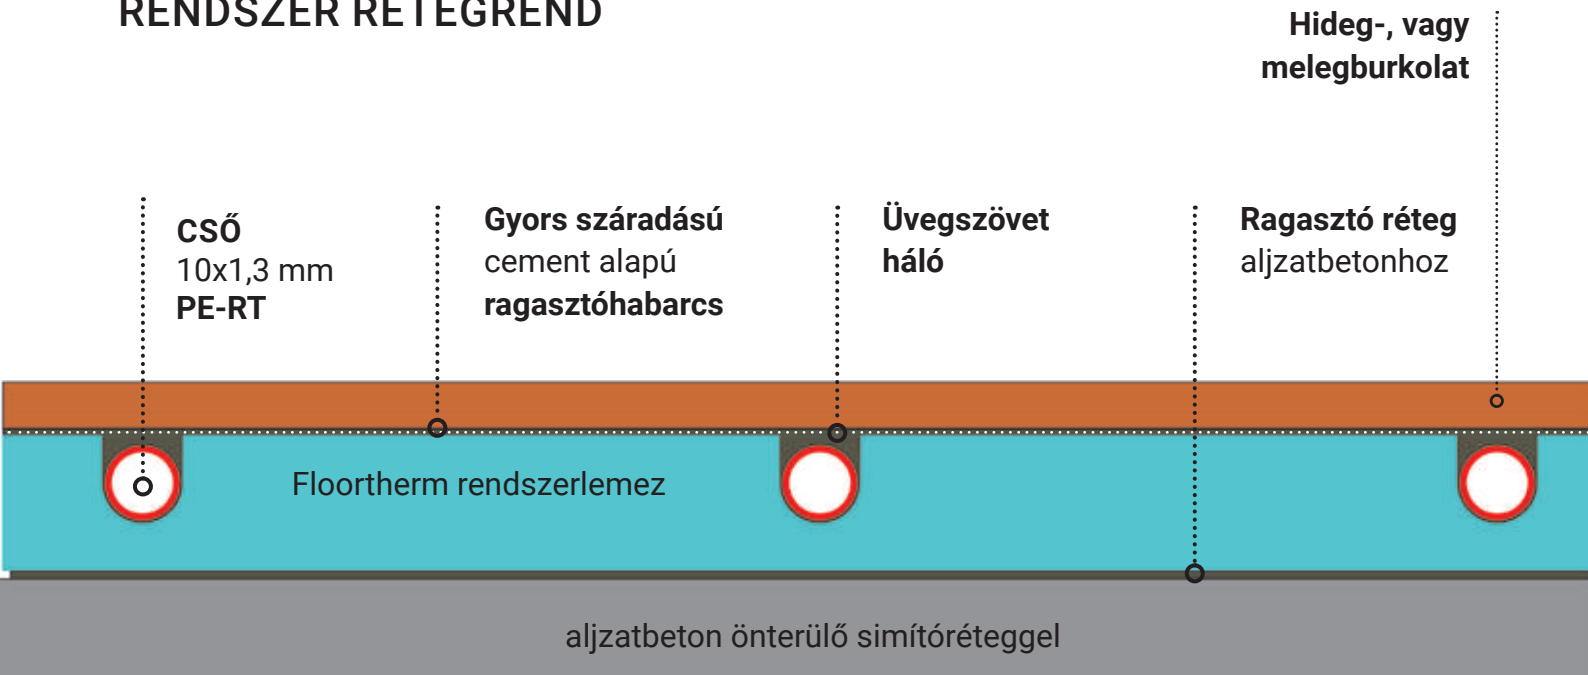 RENDSZER RÉTEGREND
Hideg-, vagy
melegburkolat
CSŐ
10x1,3 mm
PE-RT
Gyors száradású
cement alapú
ragasztóhabarcs
Üvegszövet
háló
Ragasztó réteg
aljzatbetonhoz
Floortherm rendszerlemez
aljzatbeton önterülő simítóréteggel